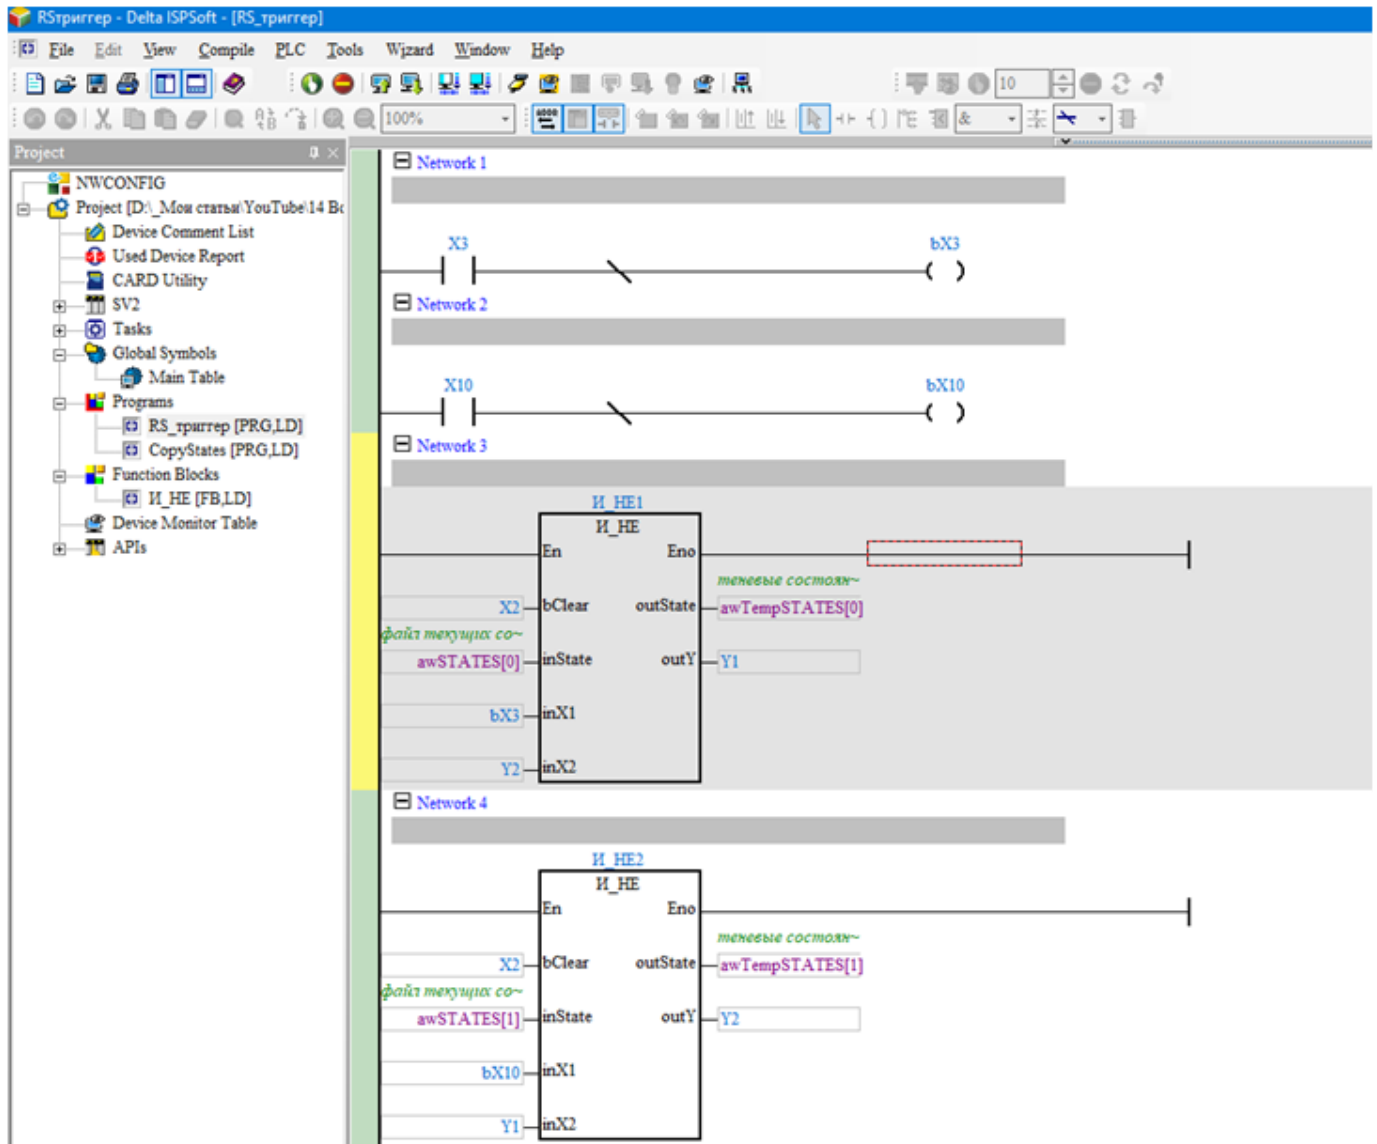 RSтриггер - Delta ISPSoft - [RS_триггер]
File Edit View Compile PLC Tools Wizard Window Help
10
100%
&
Project
NWCONFIG
Project [D:\_Мои статьи\YouTube\14 Во
Device Comment List
Used Device Report
CARD Utility
SV2
Tasks
Global Symbols
Main Table
Programs
RS_триггер [PRG,LD]
CopyStates [PRG,LD]
Function Blocks
И_НЕ [FB,LD]
Device Monitor Table
APIs
Network 1
X3 bX3
Network 2
X10 bX10
Network 3
И_НЕ1
И_НЕ
En Eno
теневые состоян~
X2 bClear outState awTempSTATES[0]
файл текущих со~
awSTATES[0] inState outY Y1
bX3 inX1
Y2 inX2
Network 4
И_НЕ2
И_НЕ
En Eno
теневые состоян~
X2 bClear outState awTempSTATES[1]
файл текущих со~
awSTATES[1] inState outY Y2
bX10 inX1
Y1 inX2